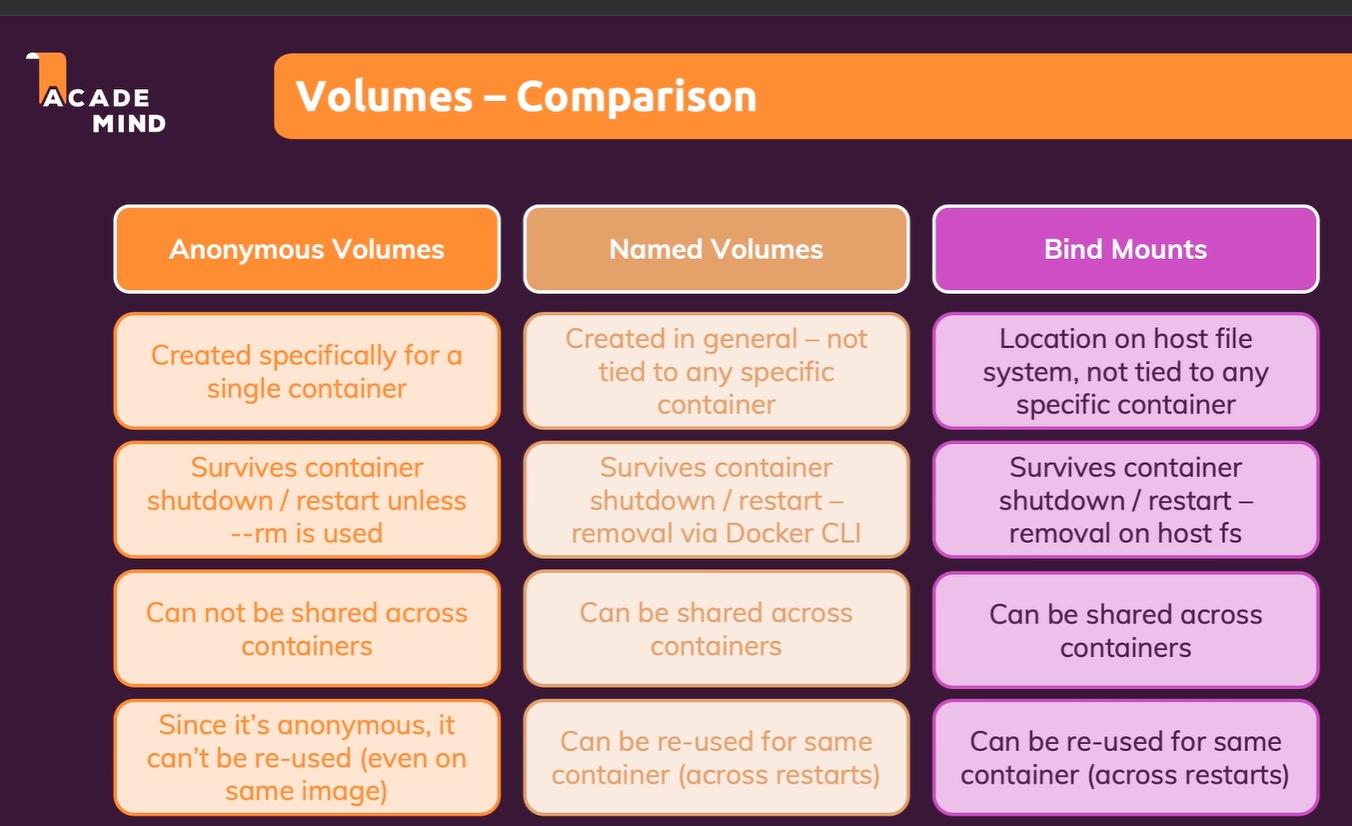 ACADE
MIND
Volumes – Comparison
Anonymous Volumes
Created specifically for a
single container
Survives container
shutdown / restart unless
--rm is used
Can not be shared across
containers
Since it’s anonymous, it
can’t be re-used (even on
same image)
Named Volumes
Created in general – not
tied to any specific
container
Survives container
shutdown / restart –
removal via Docker CLI
Can be shared across
containers
Can be re-used for same
container (across restarts)
Bind Mounts
Location on host file
system, not tied to any
specific container
Survives container
shutdown / restart –
removal on host fs
Can be shared across
containers
Can be re-used for same
container (across restarts)